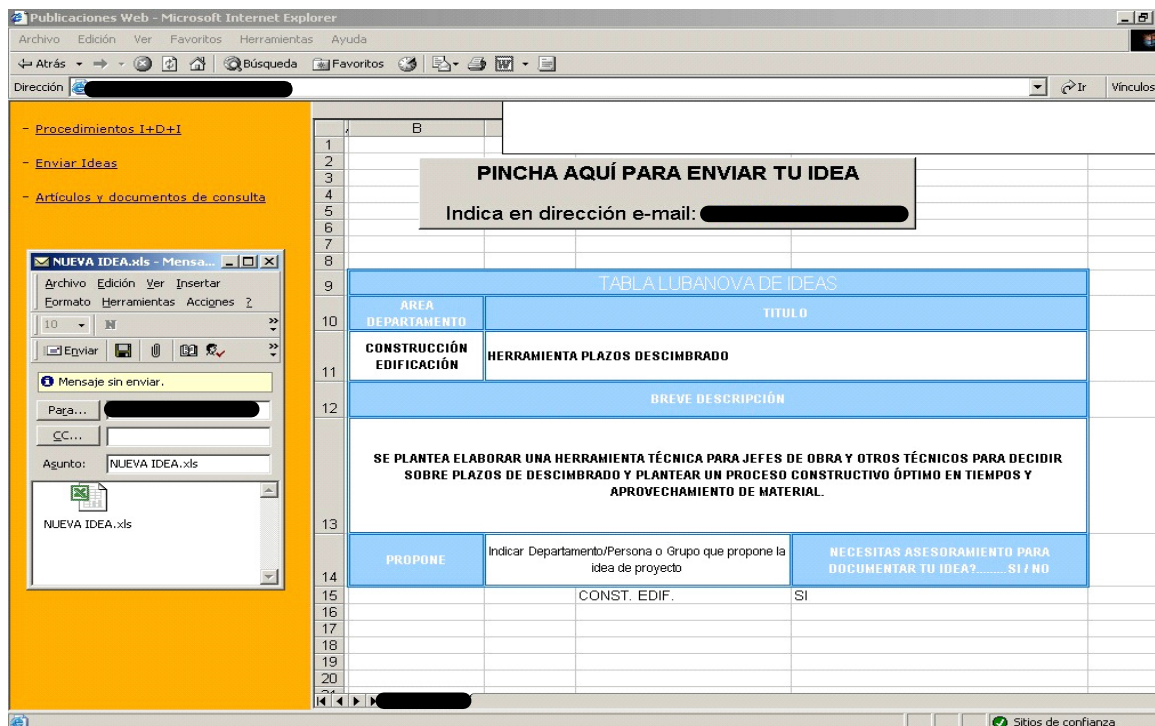 Publicaciones Web - Microsoft Internet Explorer
Archivo Edición Ver Favoritos Herramientas Ayuda
Atrás Búsqueda Favoritos
Dirección Ir Vínculos
- Procedimientos I+D+I
- Enviar Ideas
- Artículos y documentos de consulta
NUEVA IDEA.xls - Mensa...
Archivo Edición Ver Insertar
Formato Herramientas Acciones ?
10 N
Enviar
Mensaje sin enviar.
Para...
CC...
Asunto: NUEVA IDEA.xls
NUEVA IDEA.xls
B
1
2
3
4
5
6
7
8
9
10
11
12
13
14
15
16
17
18
19
20
21
PINCHA AQUÍ PARA ENVIAR TU IDEA
Indica en dirección e-mail:
TABLA LUBANOVA DE IDEAS
AREA
DEPARTAMENTO
TITULO
CONSTRUCCIÓN
EDIFICACIÓN
HERRAMIENTA PLAZOS DESCIMBRADO
BREVE DESCRIPCIÓN
SE PLANTEA ELABORAR UNA HERRAMIENTA TÉCNICA PARA JEFES DE OBRA Y OTROS TÉCNICOS PARA DECIDIR
SOBRE PLAZOS DE DESCIMBRADO Y PLANTEAR UN PROCESO CONSTRUCTIVO ÓPTIMO EN TIEMPOS Y
APROVECHAMIENTO DE MATERIAL.
PROPONE
Indicar Departamento/Persona o Grupo que propone la
idea de proyecto
NECESITAS ASESORAMIENTO PARA
DOCUMENTAR TU IDEA?.........SI / NO
CONST. EDIF. SI
Sitios de confianza